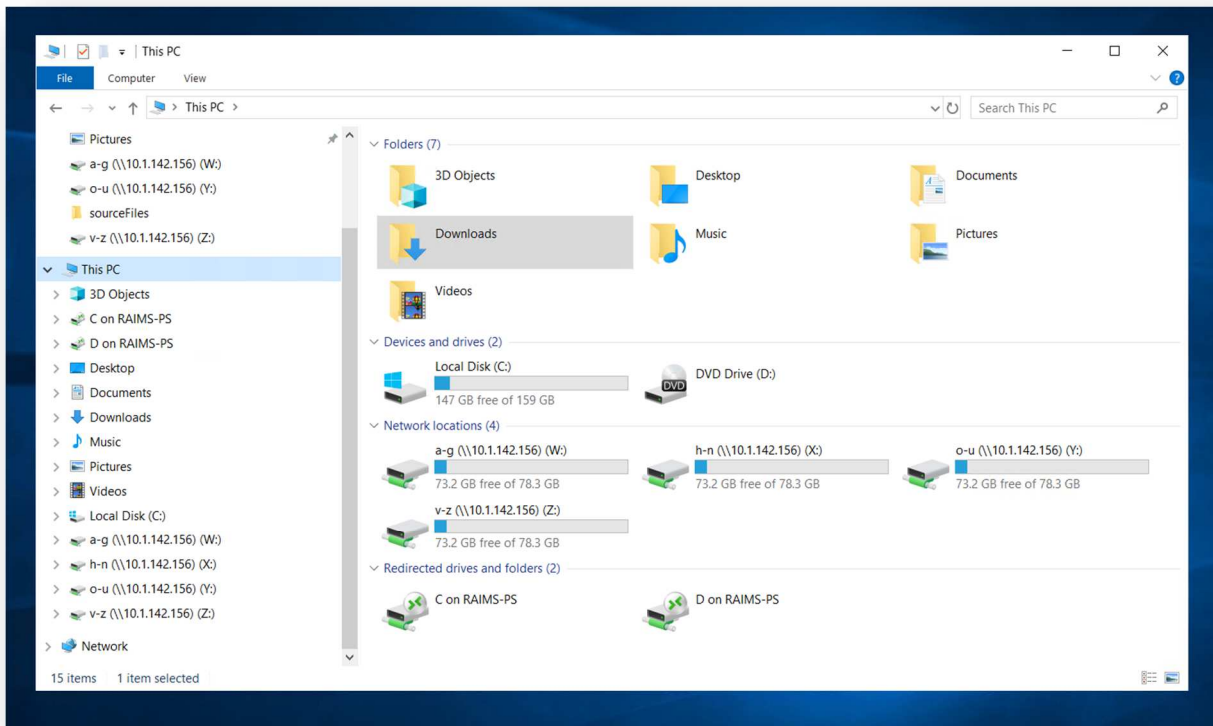 This PC
File Computer View
This PC
Search This PC
Pictures
a-g (\\10.1.142.156) (W:)
o-u (\\10.1.142.156) (Y:)
sourceFiles
v-z (\\10.1.142.156) (Z:)
This PC
3D Objects
C on RAIMS-PS
D on RAIMS-PS
Desktop
Documents
Downloads
Music
Pictures
Videos
Local Disk (C:)
a-g (\\10.1.142.156) (W:)
h-n (\\10.1.142.156) (X:)
o-u (\\10.1.142.156) (Y:)
v-z (\\10.1.142.156) (Z:)
Network
Folders (7)
3D Objects Desktop Documents
Downloads Music Pictures
Videos
Devices and drives (2)
Local Disk (C:)
147 GB free of 159 GB
DVD Drive (D:)
DVD
Network locations (4)
a-g (\\10.1.142.156) (W:) h-n (\\10.1.142.156) (X:) o-u (\\10.1.142.156) (Y:)
73.2 GB free of 78.3 GB 73.2 GB free of 78.3 GB 73.2 GB free of 78.3 GB
v-z (\\10.1.142.156) (Z:)
73.2 GB free of 78.3 GB
Redirected drives and folders (2)
C on RAIMS-PS D on RAIMS-PS
15 items 1 item selected